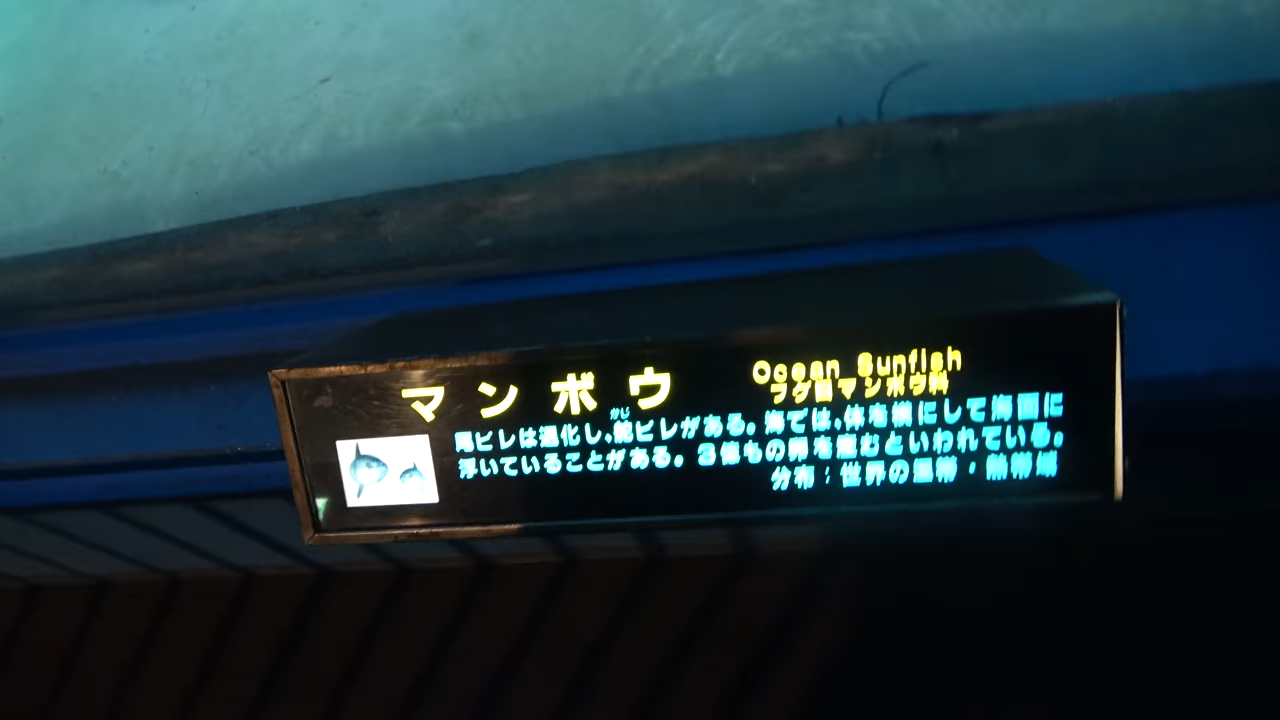 マンボウ
Ocean Sunfish
フグ目マンボウ科
尾ビレは退化し、舵ビレがある。海では、体を横にして海面に
かじ
浮いていることがある。3億もの卵を産むといわれている。
分布:世界の温帯・熱帯域